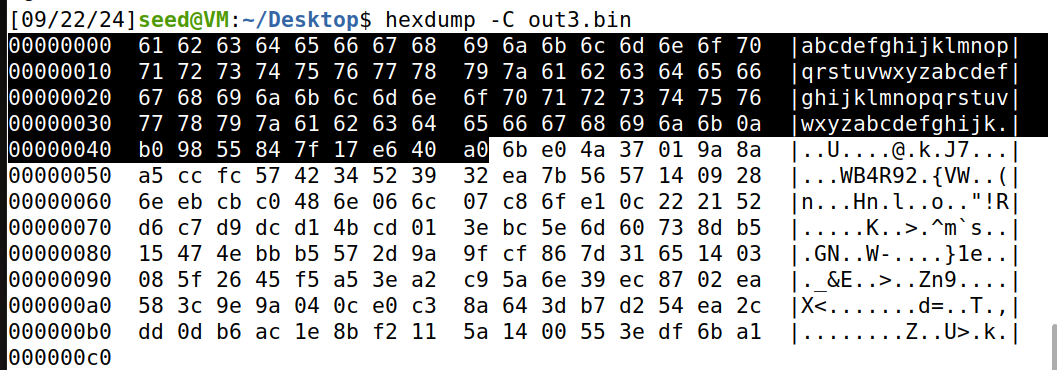 [09/22/24]seed@VM:~/Desktop$ hexdump -C out3.bin
00000000  61 62 63 64 65 66 67 68  69 6a 6b 6c 6d 6e 6f 70  |abcdefghijklmnop|
00000010  71 72 73 74 75 76 77 78  79 7a 61 62 63 64 65 66  |qrstuvwxyzabcdef|
00000020  67 68 69 6a 6b 6c 6d 6e  6f 70 71 72 73 74 75 76  |ghijklmnopqrstuv|
00000030  77 78 79 7a 61 62 63 64  65 66 67 68 69 6a 6b 0a  |wxyzabcdefghijk.|
00000040  b0 98 55 84 7f 17 e6 40  a0 6b e0 4a 37 01 9a 8a  |..U....@.k.J7...|
00000050  a5 cc fc 57 42 34 52 39  32 ea 7b 56 57 14 09 28  |...WB4R92.{VW..(|
00000060  6e eb cb c0 48 6e 06 6c  07 c8 6f e1 0c 22 21 52  |n...Hn.l..o.."!R|
00000070  d6 c7 d9 dc d1 4b cd 01  3e bc 5e 6d 60 73 8d b5  |.....K..>.^m`s..|
00000080  15 47 4e bb b5 57 2d 9a  9f cf 86 7d 31 65 14 03  |.GN..W-....}1e..|
00000090  08 5f 26 45 f5 a5 3e a2  c9 5a 6e 39 ec 87 02 ea  |._&E..>..Zn9....|
000000a0  58 3c 9e 9a 04 0c e0 c3  8a 64 3d b7 d2 54 ea 2c  |X<.......d=..T.,|
000000b0  dd 0d b6 ac 1e 8b f2 11  5a 14 00 55 3e df 6b a1  |........Z..U>.k.|
000000c0